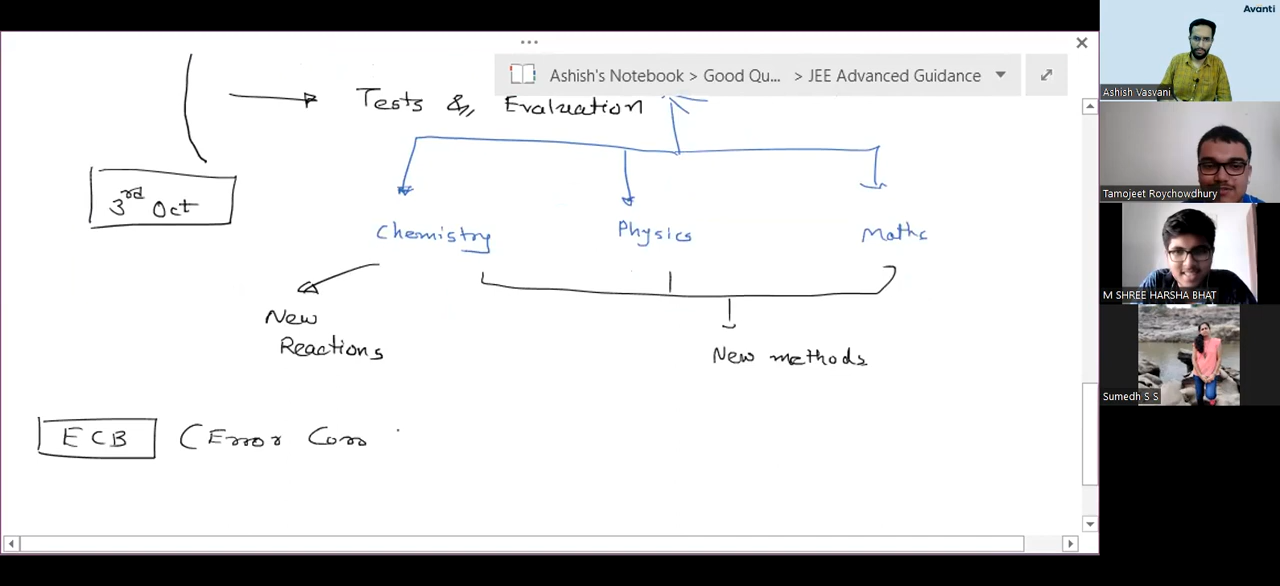 Avanti
Ashish's Notebook > Good Qu... > JEE Advanced Guidance
Ashish Vasvani
Tests & Evaluation
3rd Oct
Chemistry
Physics
Maths
New
Reactions
New methods
ECB (Error Corr
Tamojeet Roychowdhury
M SHREE HARSHA BHAT
Sumedh S S